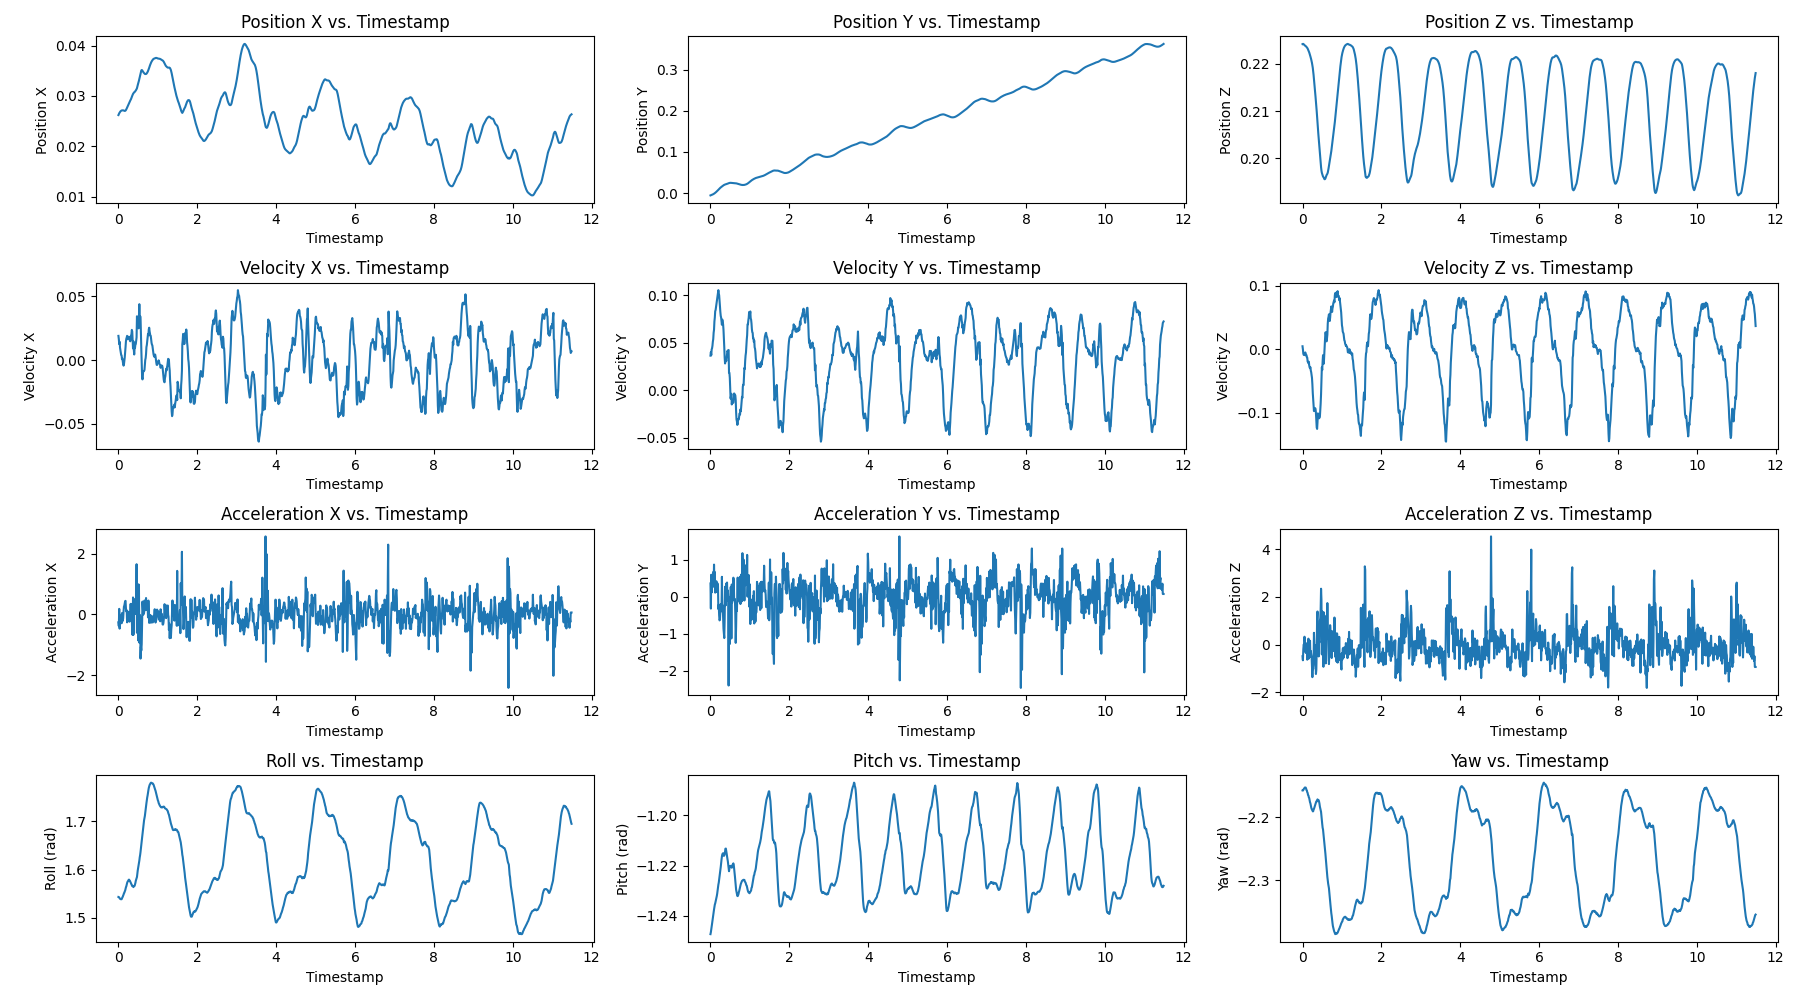 Position X vs. Timestamp
Position X
0.04
0.03
0.02
0.01
0 2 4 6 8 10 12
Timestamp
Position Y vs. Timestamp
Position Y
0.3
0.2
0.1
0.0
0 2 4 6 8 10 12
Timestamp
Position Z vs. Timestamp
Position Z
0.22
0.21
0.20
0 2 4 6 8 10 12
Timestamp
Velocity X vs. Timestamp
Velocity X
0.05
0.00
−0.05
0 2 4 6 8 10 12
Timestamp
Velocity Y vs. Timestamp
Velocity Y
0.10
0.05
0.00
−0.05
0 2 4 6 8 10 12
Timestamp
Velocity Z vs. Timestamp
Velocity Z
0.1
0.0
−0.1
0 2 4 6 8 10 12
Timestamp
Acceleration X vs. Timestamp
Acceleration X
2
0
−2
0 2 4 6 8 10 12
Timestamp
Acceleration Y vs. Timestamp
Acceleration Y
1
0
−1
−2
0 2 4 6 8 10 12
Timestamp
Acceleration Z vs. Timestamp
Acceleration Z
4
2
0
−2
0 2 4 6 8 10 12
Timestamp
Roll vs. Timestamp
Roll (rad)
1.7
1.6
1.5
0 2 4 6 8 10 12
Timestamp
Pitch vs. Timestamp
Pitch (rad)
−1.20
−1.22
−1.24
0 2 4 6 8 10 12
Timestamp
Yaw vs. Timestamp
Yaw (rad)
−2.2
−2.3
0 2 4 6 8 10 12
Timestamp